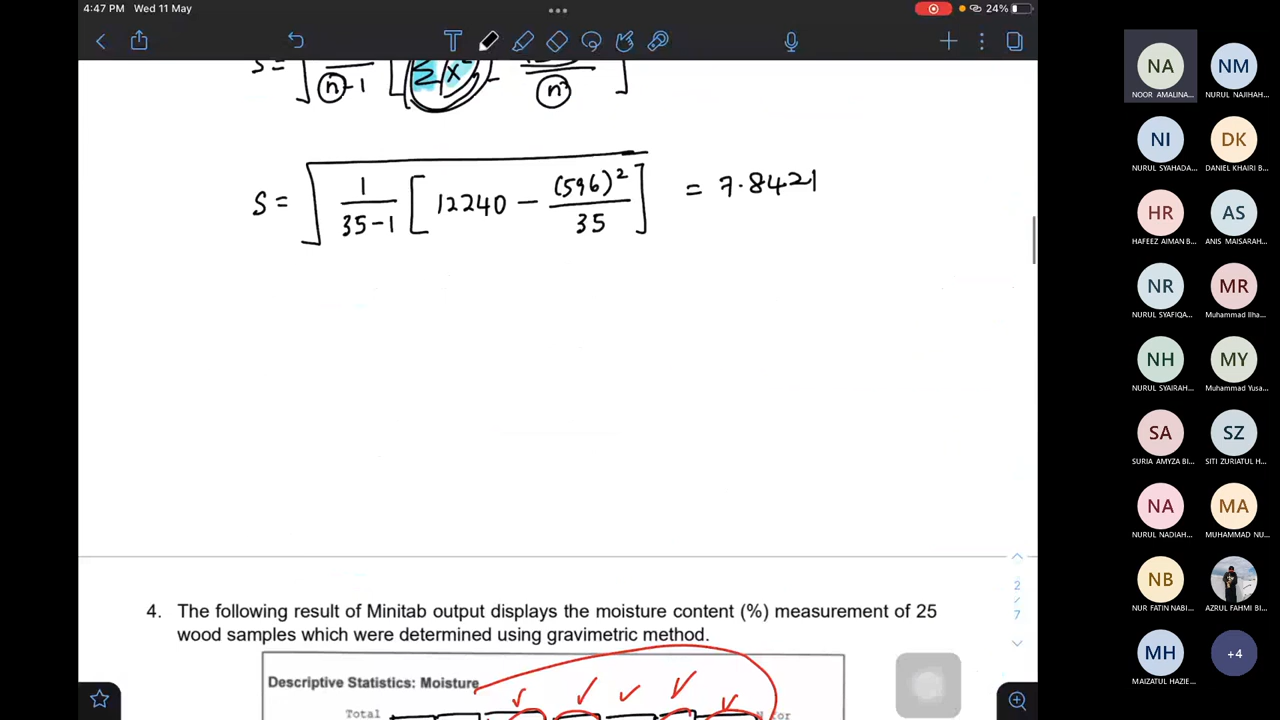 4:47 PM Wed 11 May
24%
T
S = √ 1/(n-1) [ Σx² - n ]
S = √ 1/(35-1) [ 12240 - (596)²/35 ] = 7.8421
2
/
7
4. The following result of Minitab output displays the moisture content (%) measurement of 25
wood samples which were determined using gravimetric method.
Descriptive Statistics: Moisture
Total
NA
NOOR AMALINA...
NM
NURUL NAJIHAH...
NI
NURUL SYAHADA...
DK
DANIEL KHAIRI B...
HR
HAFEEZ AIMAN B...
AS
ANIS MAISARAH...
NR
NURUL SYAFIQA...
MR
Muhammad Ilha...
NH
NURUL SYAIRAH...
MY
Muhammad Yusa...
SA
SURIA AMYZA BI...
SZ
SITI ZURIATUL H...
NA
NURUL NADIAH...
MA
MUHAMMAD NU...
NB
NUR FATIN NABI...
AZRUL FAHMI BI...
MH
MAIZATUL HAZIE...
+4